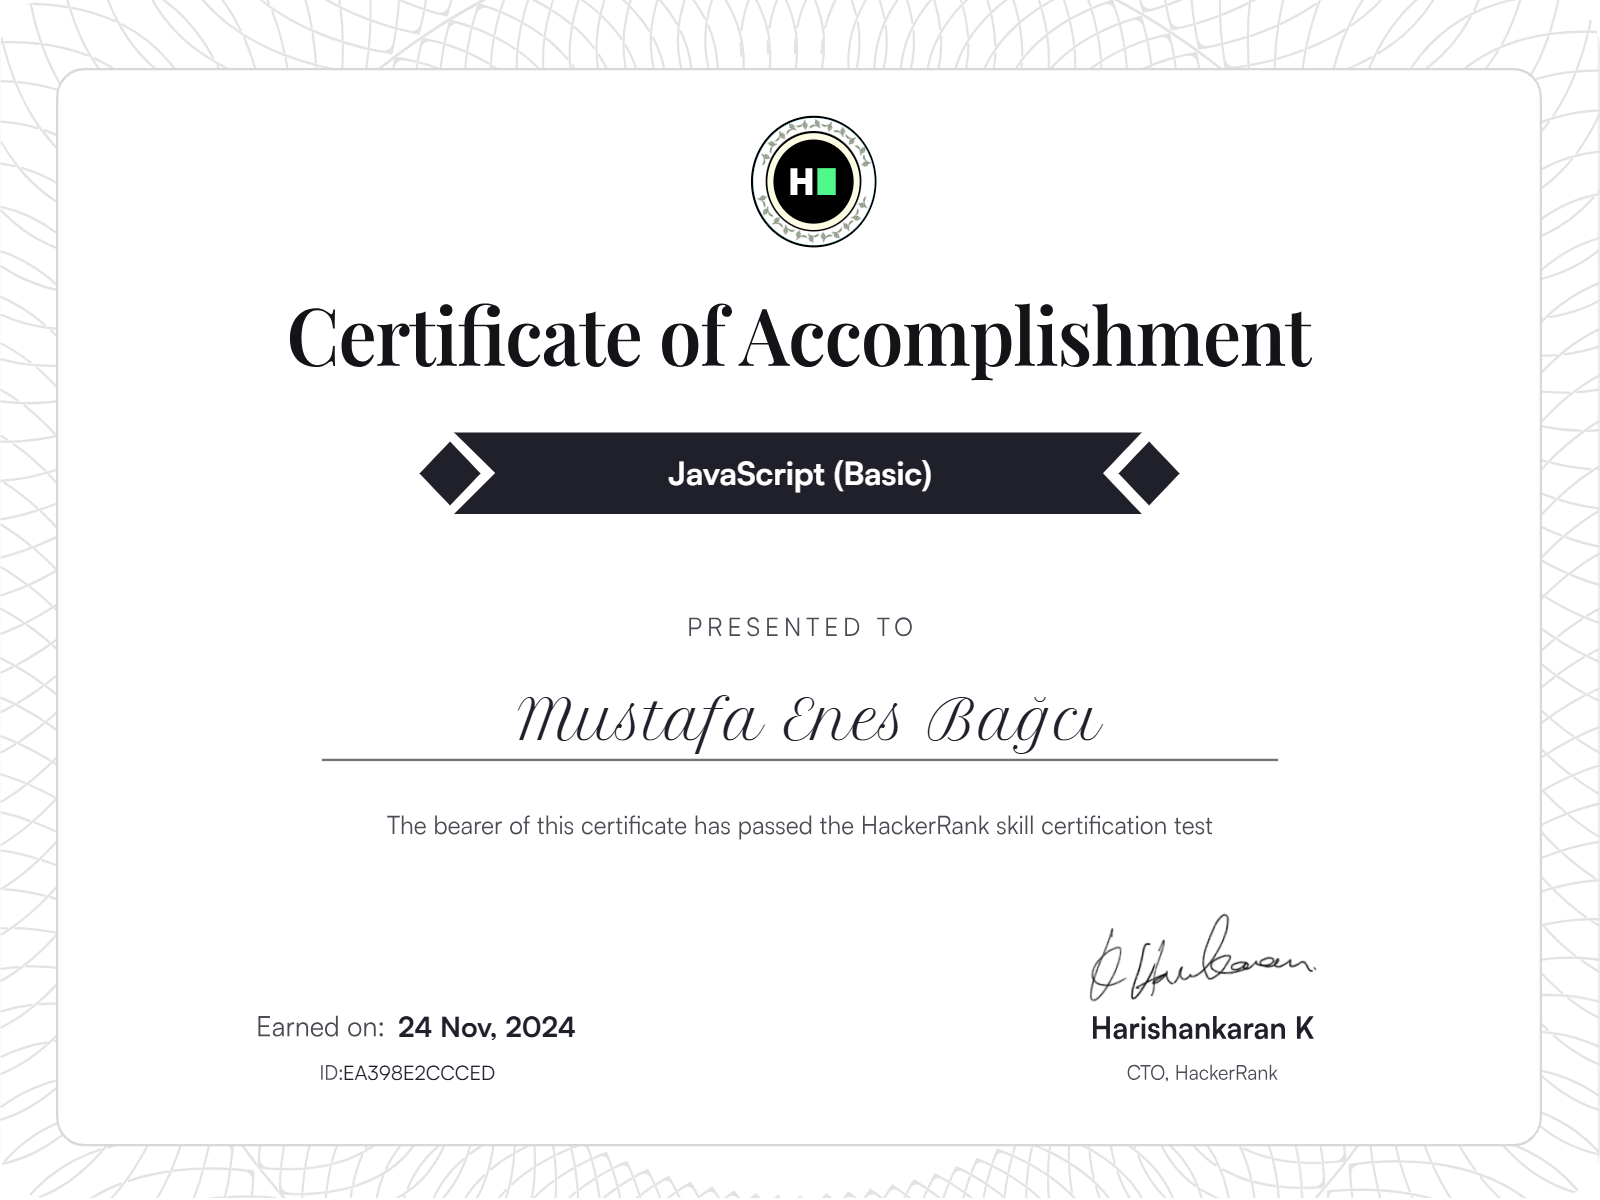 H
Certificate of Accomplishment
JavaScript (Basic)
PRESENTED TO
Mustafa Enes Bağcı
The bearer of this certificate has passed the HackerRank skill certification test
Earned on: 24 Nov, 2024
ID:EA398E2CCCED
Harishankaran K
CTO, HackerRank